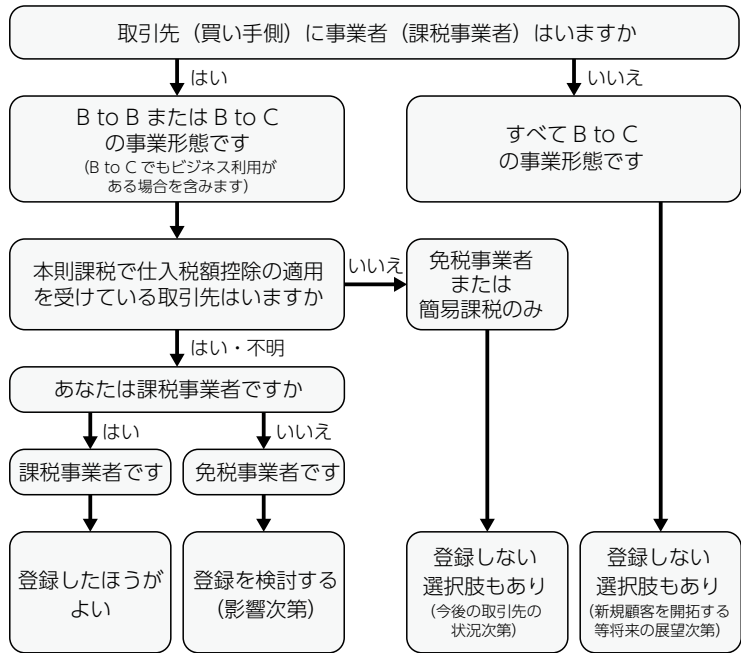 取引先（買い手側）に事業者（課税事業者）はいますか
はい
いいえ
B to B または B to C
の事業形態です
（B to C でもビジネス利用が
ある場合を含みます）
すべて B to C
の事業形態です
本則課税で仕入税額控除の適用
を受けている取引先はいますか
いいえ
免税事業者
または
簡易課税のみ
はい・不明
あなたは課税事業者ですか
はい
いいえ
課税事業者です
免税事業者です
登録したほうが
よい
登録を検討する
（影響次第）
登録しない
選択肢もあり
（今後の取引先の
状況次第）
登録しない
選択肢もあり
（新規顧客を開拓する
等将来の展望次第）